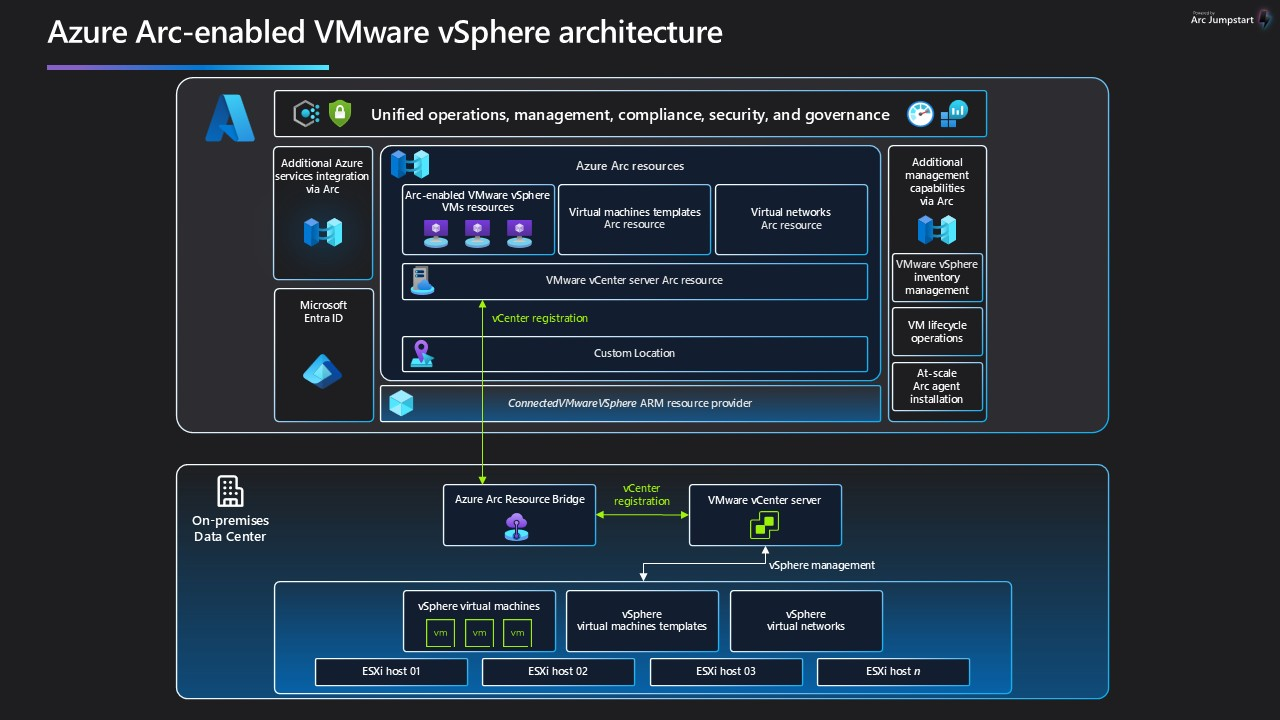 Azure Arc-enabled VMware vSphere architecture
Powered by
Arc Jumpstart
Unified operations, management, compliance, security, and governance
Additional Azure
services integration
via Arc
Microsoft
Entra ID
Azure Arc resources
Arc-enabled VMware vSphere
VMs resources
Virtual machines templates
Arc resource
Virtual networks
Arc resource
VMware vCenter server Arc resource
vCenter registration
Custom Location
ConnectedVMwareVSphere ARM resource provider
Additional
management
capabilities
via Arc
VMware vSphere
inventory
management
VM lifecycle
operations
At-scale
Arc agent
installation
On-premises
Data Center
Azure Arc Resource Bridge
vCenter
registration
VMware vCenter server
vSphere management
vSphere virtual machines
vm
vm
vm
vSphere
virtual machines templates
vSphere
virtual networks
ESXi host 01
ESXi host 02
ESXi host 03
ESXi host n